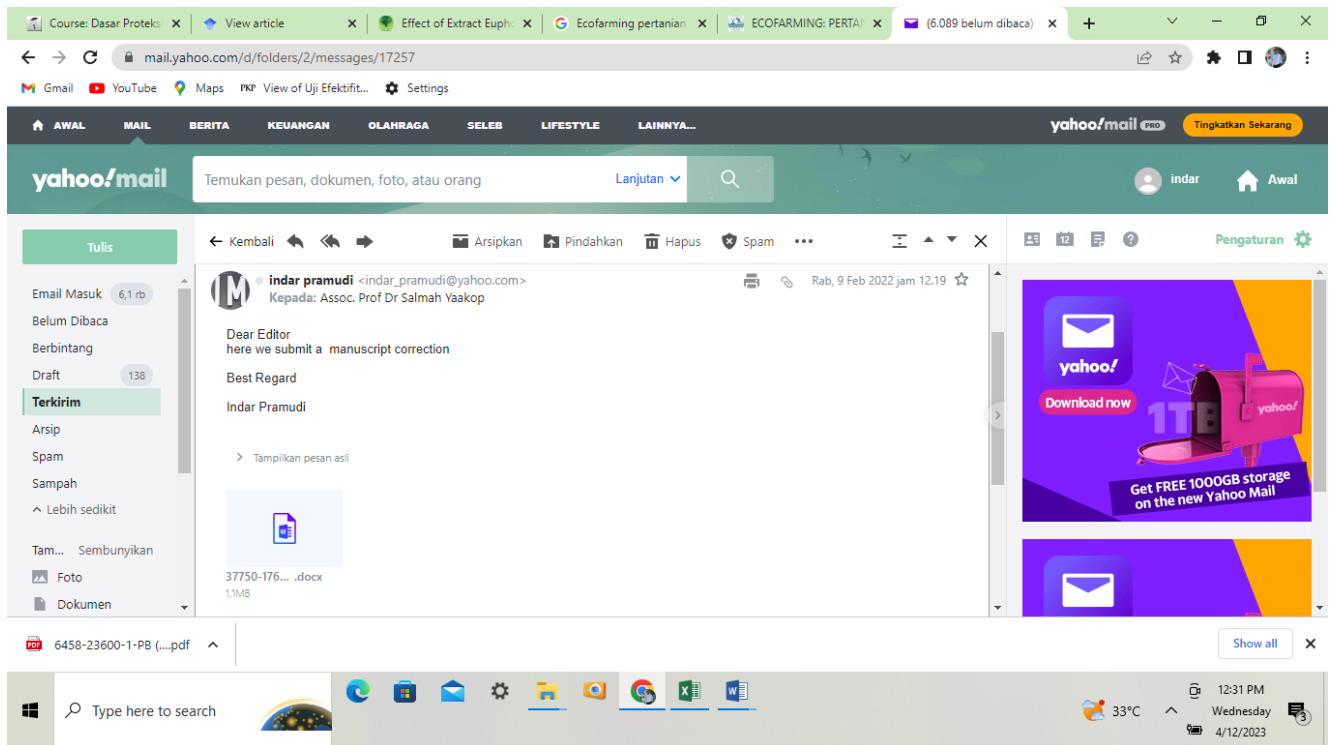 Course: Dasar Proteksi
View article
Effect of Extract Eupho
Ecofarming pertanian
ECOFARMING: PERTAN
(6.089 belum dibaca)
mail.yahoo.com/d/folders/2/messages/17257
Gmail YouTube Maps PKP View of Uji Efektifit... Settings
AWAL MAIL BERITA KEUANGAN OLAHRAGA SELEB LIFESTYLE LAINNYA...
yahoo!mail PRO Tingkatkan Sekarang
yahoo!mail
Temukan pesan, dokumen, foto, atau orang Lanjutan
indar Awal
Tulis
Kembali Arsipkan Pindahkan Hapus Spam
12 Pengaturan
Email Masuk 6,1 rb
Belum Dibaca
Berbintang
Draft 138
Terkirim
Arsip
Spam
Sampah
Lebih sedikit
Tam... Sembunyikan
Foto
Dokumen
indar pramudi <indar_pramudi@yahoo.com>
Rab, 9 Feb 2022 jam 12.19
Kepada: Assoc. Prof Dr Salmah Yaakop
Dear Editor
here we submit a manuscript correction
Best Regard
Indar Pramudi
Tampilkan pesan asli
37750-176... .docx
1.1MB
yahoo!
Download now
1TB
yahoo!
Get FREE 1000GB storage
on the new Yahoo Mail
6458-23600-1-PB (....pdf
Show all
Type here to search
33°C
12:31 PM
Wednesday
4/12/2023
3